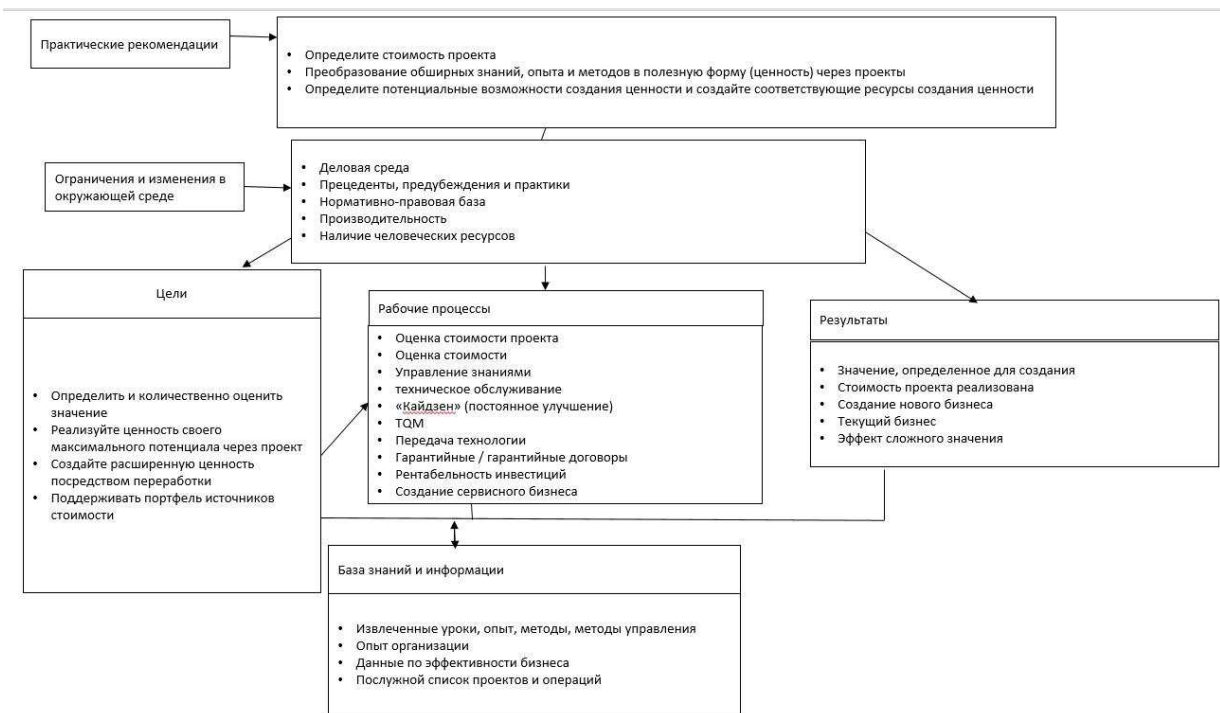 Практические рекомендации
• Определите стоимость проекта
• Преобразование обширных знаний, опыта и методов в полезную форму (ценность) через проекты
• Определите потенциальные возможности создания ценности и создайте соответствующие ресурсы создания ценности
Ограничения и изменения в
окружающей среде
• Деловая среда
• Прецеденты, предубеждения и практики
• Нормативно-правовая база
• Производительность
• Наличие человеческих ресурсов
Цели
• Определить и количественно оценить
значение
• Реализуйте ценность своего
максимального потенциала через проект
• Создайте расширенную ценность
посредством переработки
• Поддерживать портфель источников
стоимости
Рабочие процессы
• Оценка стоимости проекта
• Оценка стоимости
• Управление знаниями
• техническое обслуживание
• «Кайдзен» (постоянное улучшение)
• TQM
• Передача технологии
• Гарантийные / гарантийные договоры
• Рентабельность инвестиций
• Создание сервисного бизнеса
Результаты
• Значение, определенное для создания
• Стоимость проекта реализована
• Создание нового бизнеса
• Текущий бизнес
• Эффект сложного значения
База знаний и информации
• Извлеченные уроки, опыт, методы, методы управления
• Опыт организации
• Данные по эффективности бизнеса
• Послужной список проектов и операций